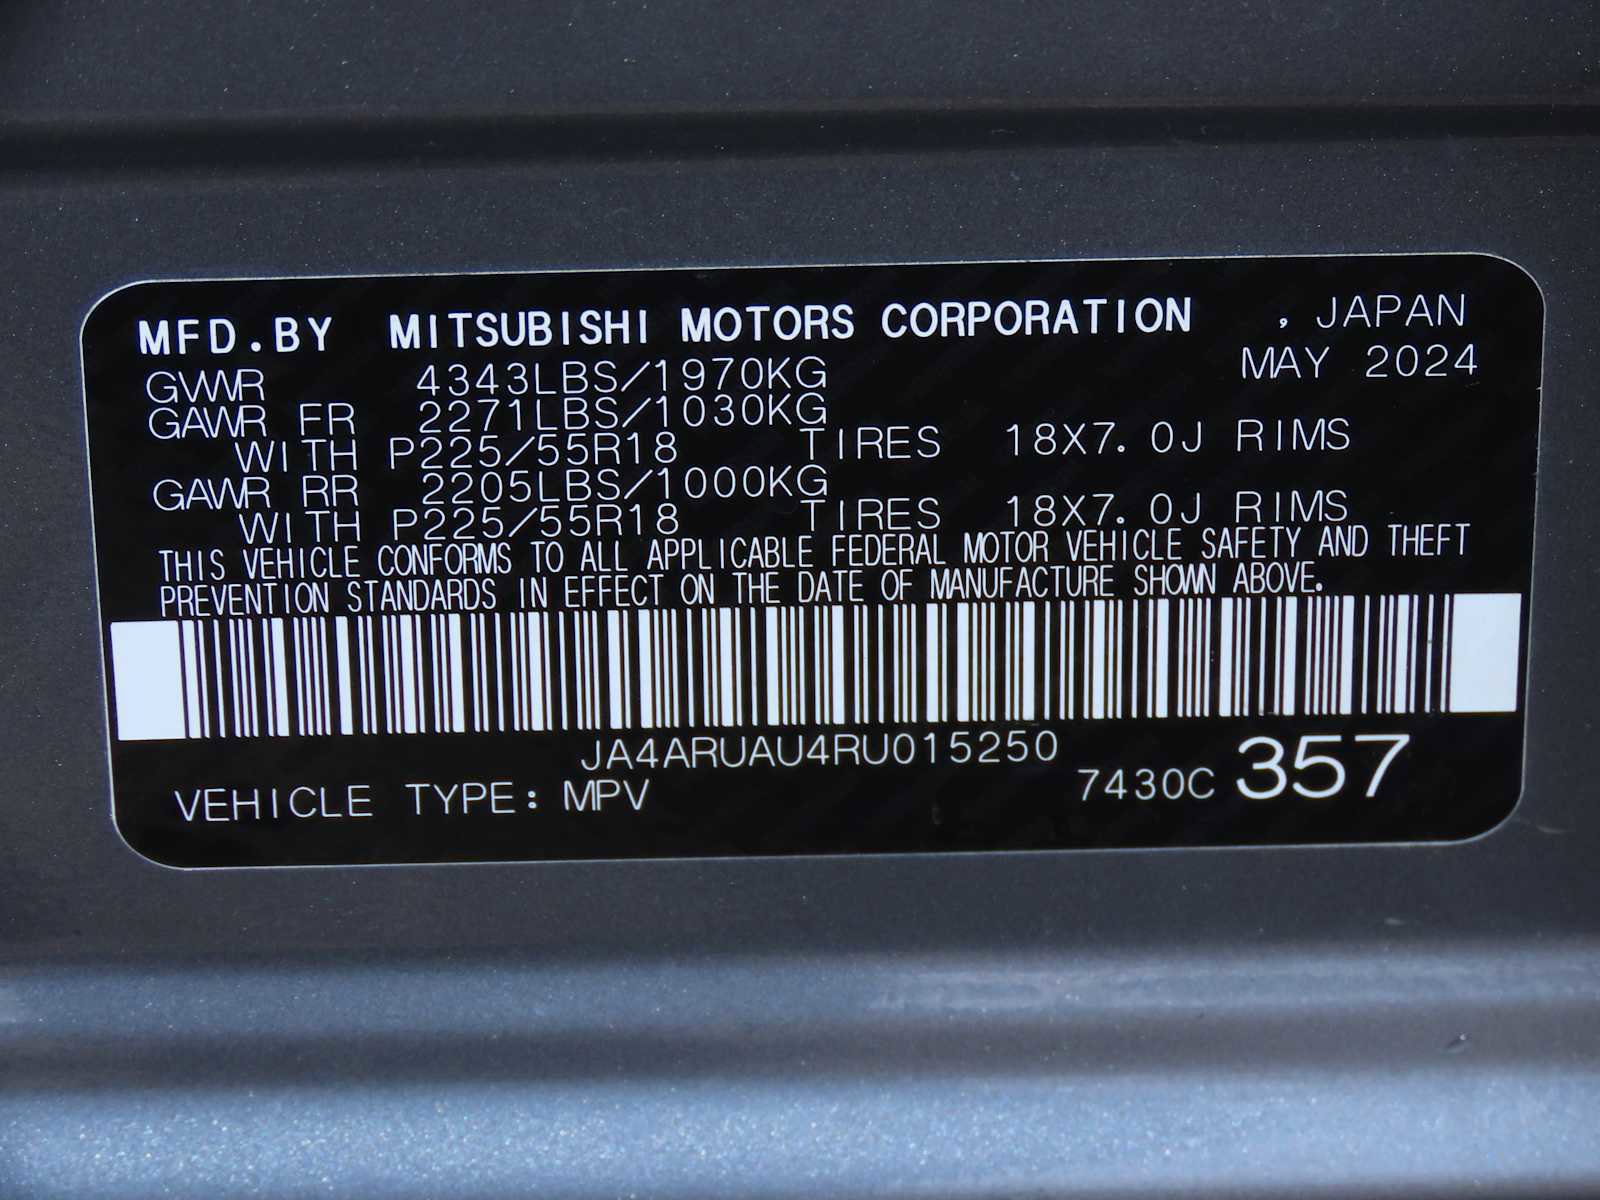 MFD.BY MITSUBISHI MOTORS CORPORATION , JAPAN
GVWR 4343LBS/1970KG MAY 2024
GAWR FR 2271LBS/1030KG
WITH P225/55R18 TIRES 18X7.0J RIMS
GAWR RR 2205LBS/1000KG
WITH P225/55R18 TIRES 18X7.0J RIMS
THIS VEHICLE CONFORMS TO ALL APPLICABLE FEDERAL MOTOR VEHICLE SAFETY AND THEFT
PREVENTION STANDARDS IN EFFECT ON THE DATE OF MANUFACTURE SHOWN ABOVE.
JA4ARUAU4RU015250
VEHICLE TYPE: MPV 7430C 357